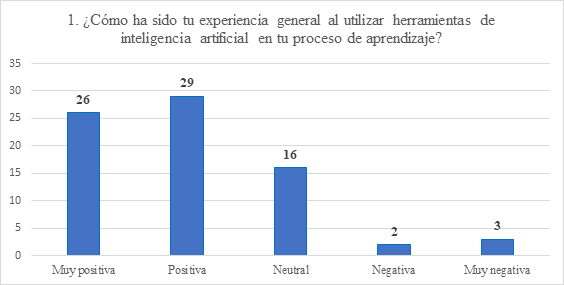 1. ¿Cómo ha sido tu experiencia general al utilizar herramientas de
inteligencia artificial en tu proceso de aprendizaje?
35
30
25
20
15
10
5
0
26
29
16
2
3
Muy positiva
Positiva
Neutral
Negativa
Muy negativa